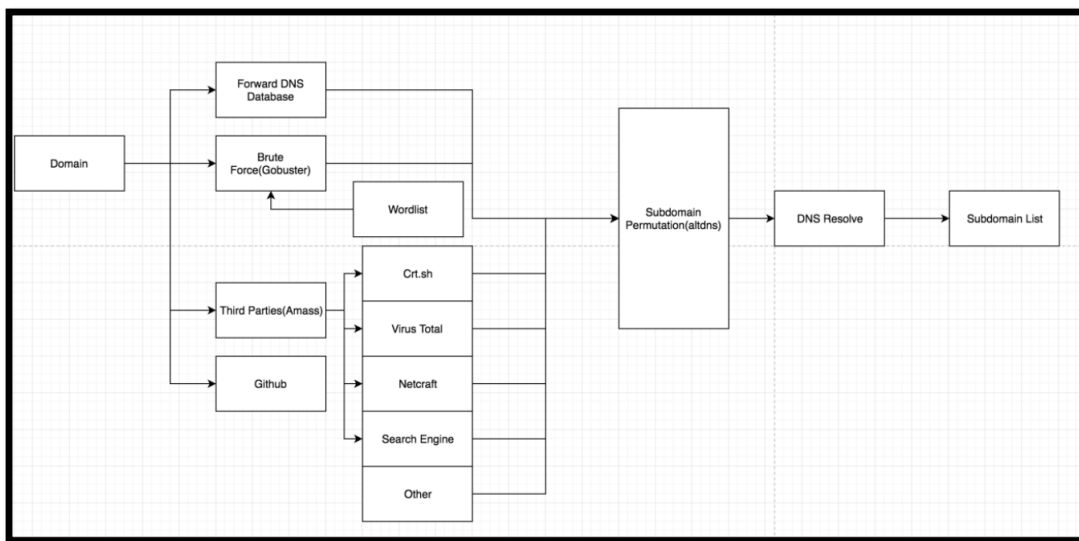 Forward DNS
Database
Domain
Brute
Force(Gobuster)
Wordlist
Subdomain
Permutation(altdns)
DNS Resolve
Subdomain List
Crt.sh
Third Parties(Amass)
Virus Total
Github
Netcraft
Search Engine
Other